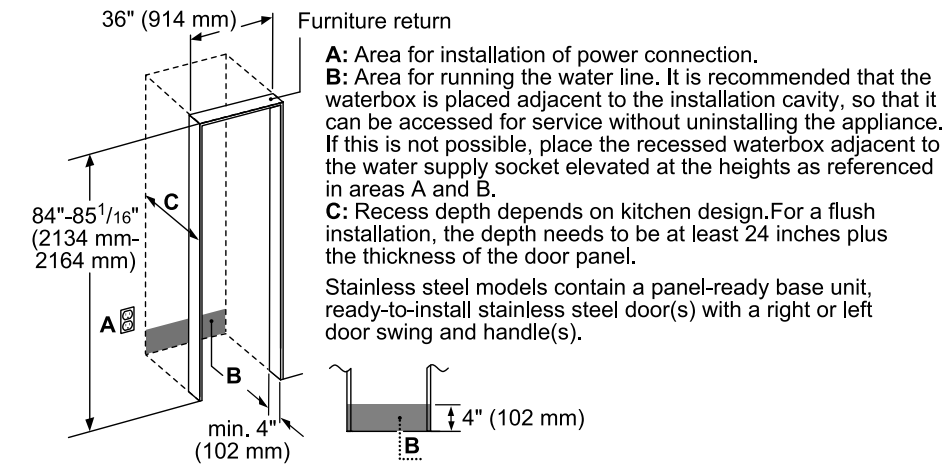 36" (914 mm)
Furniture return
A: Area for installation of power connection.
B: Area for running the water line. It is recommended that the
waterbox is placed adjacent to the installation cavity, so that it
can be accessed for service without uninstalling the appliance.
If this is not possible, place the recessed waterbox adjacent to
the water supply socket elevated at the heights as referenced
in areas A and B.
C: Recess depth depends on kitchen design.For a flush
installation, the depth needs to be at least 24 inches plus
the thickness of the door panel.
Stainless steel models contain a panel-ready base unit,
ready-to-install stainless steel door(s) with a right or left
door swing and handle(s).
C
84"-85 1/16"
(2134 mm-
2164 mm)
A
B
min. 4"
(102 mm)
4" (102 mm)
B